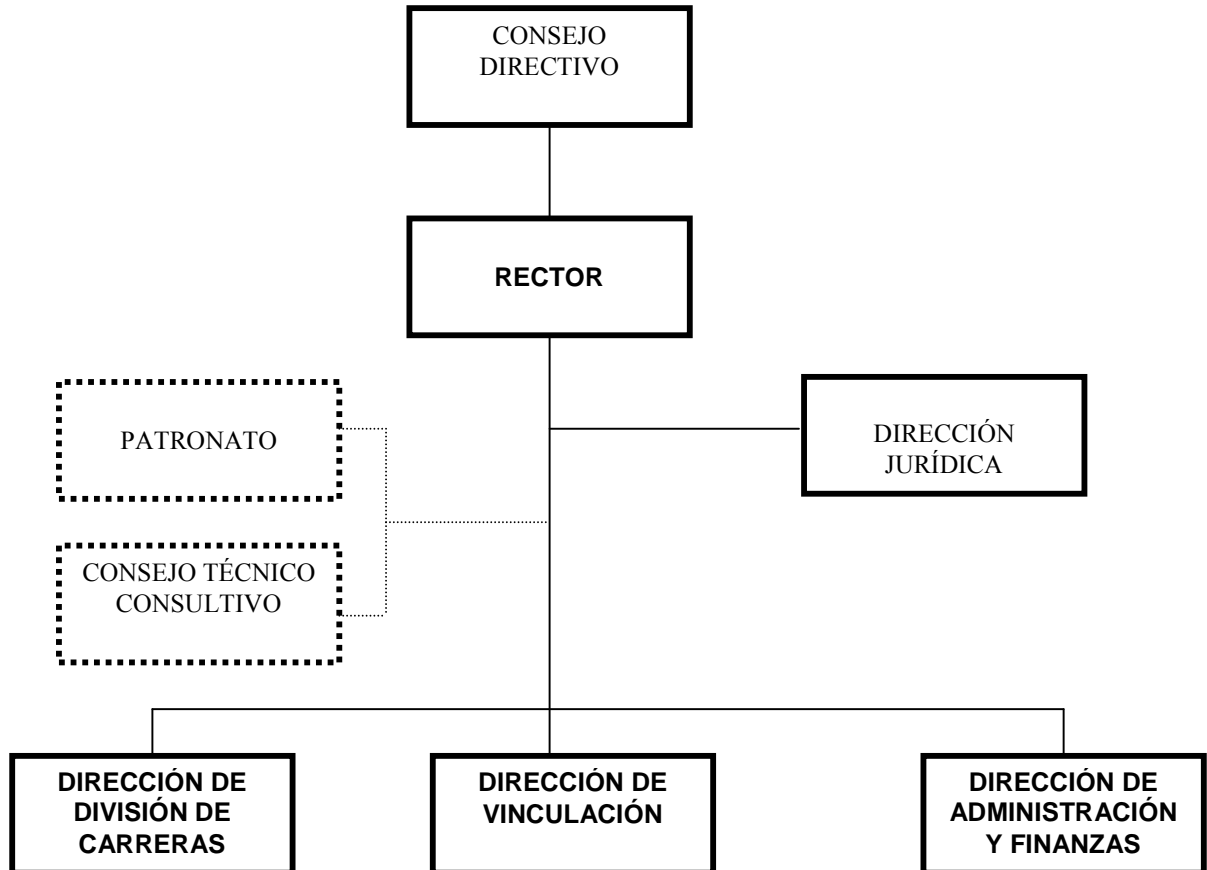 CONSEJO
DIRECTIVO
RECTOR
PATRONATO
DIRECCIÓN
JURÍDICA
CONSEJO TÉCNICO
CONSULTIVO
DIRECCIÓN DE
DIVISIÓN DE
CARRERAS
DIRECCIÓN DE
VINCULACIÓN
DIRECCIÓN DE
ADMINISTRACIÓN
Y FINANZAS